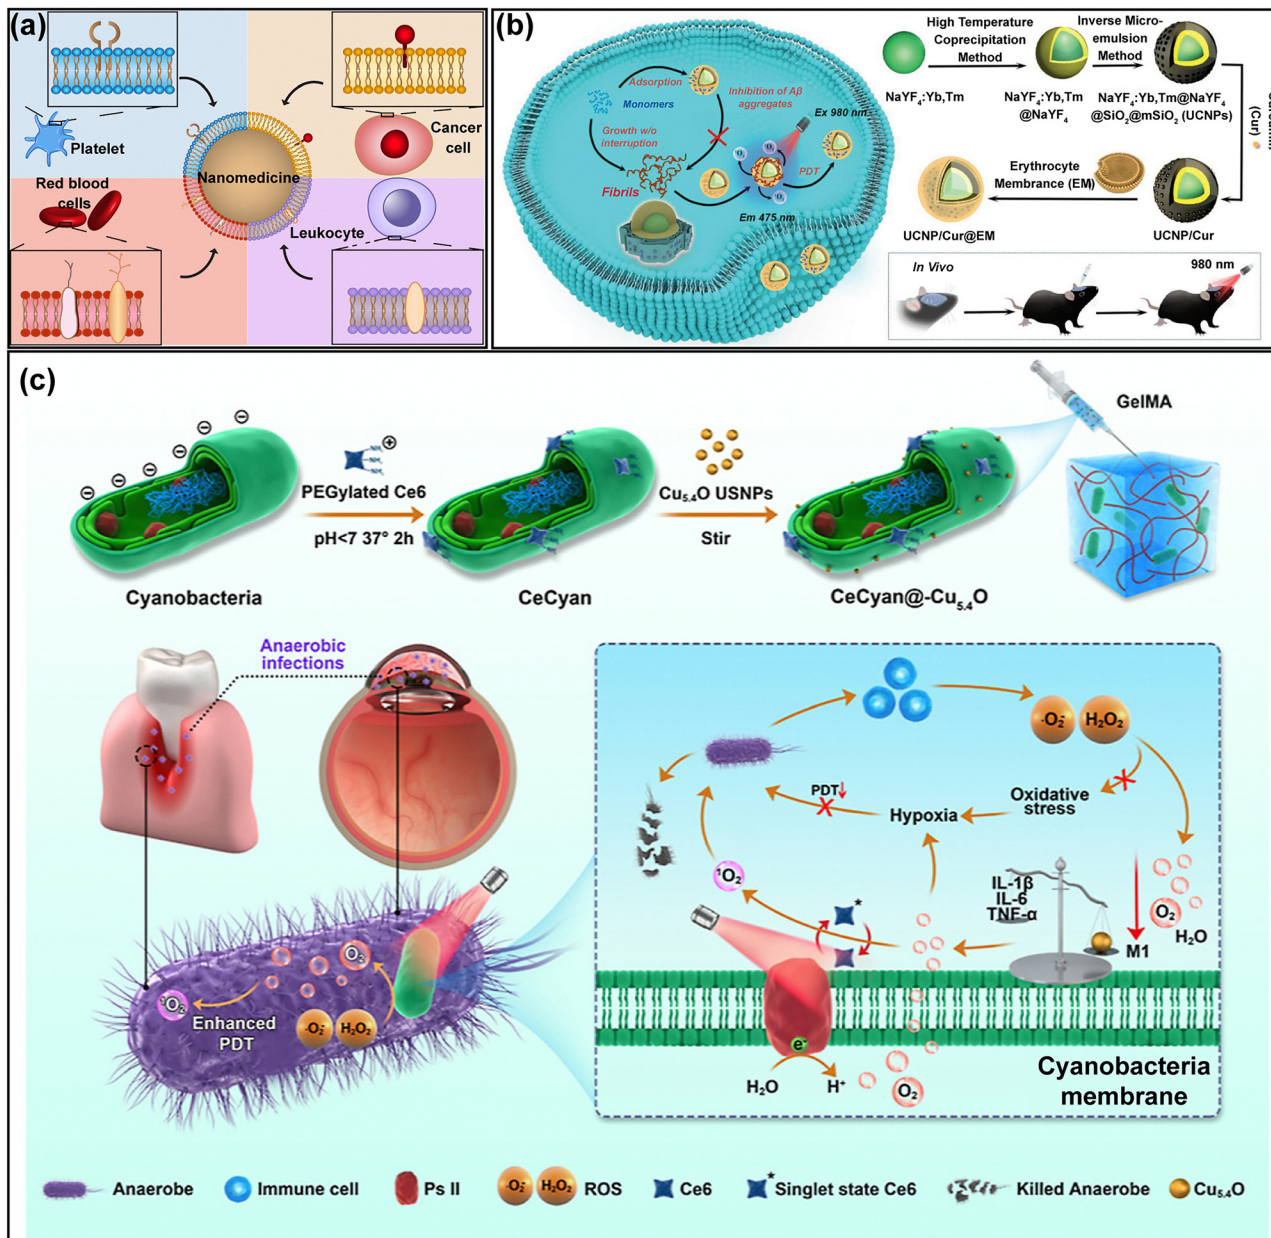 (a)
Platelet
Cancer
cell
Nanomedicine
Red blood
cells
Leukocyte
(b)
Adsorption
Monomers
Growth w/o
interruption
Fibrils
Inhibition of Aβ
aggregates
Ex 980 nm
PDT
Em 475 nm
High Temperature
Coprecipitation
Method
Inverse Micro-
emulsion
Method
NaYF₄:Yb,Tm
NaYF₄:Yb,Tm
@NaYF₄
NaYF₄:Yb,Tm@NaYF₄
@SiO₂@mSiO₂ (UCNPs)
(Cur)
Erythrocyte
Membrance (EM)
UCNP/Cur@EM
UCNP/Cur
In Vivo
980 nm
(c)
PEGylated Ce6
pH<7 37° 2h
Cu₅.₄O USNPs
Stir
GelMA
Cyanobacteria
CeCyan
CeCyan@-Cu₅.₄O
Anaerobic
infections
·O₂⁻ H₂O₂
PDT↓
Hypoxia
Oxidative
stress
¹O₂
*
IL-1β
IL-6
TNF-α
M1
O₂
H₂O
e⁻
H₂O
H⁺
O₂
Cyanobacteria
membrane
O₂
¹O₂
Enhanced
PDT
·O₂⁻ H₂O₂
Anaerobe
Immune cell
Ps II
·O₂⁻ H₂O₂ ROS
Ce6
* Singlet state Ce6
Killed Anaerobe
Cu₅.₄O